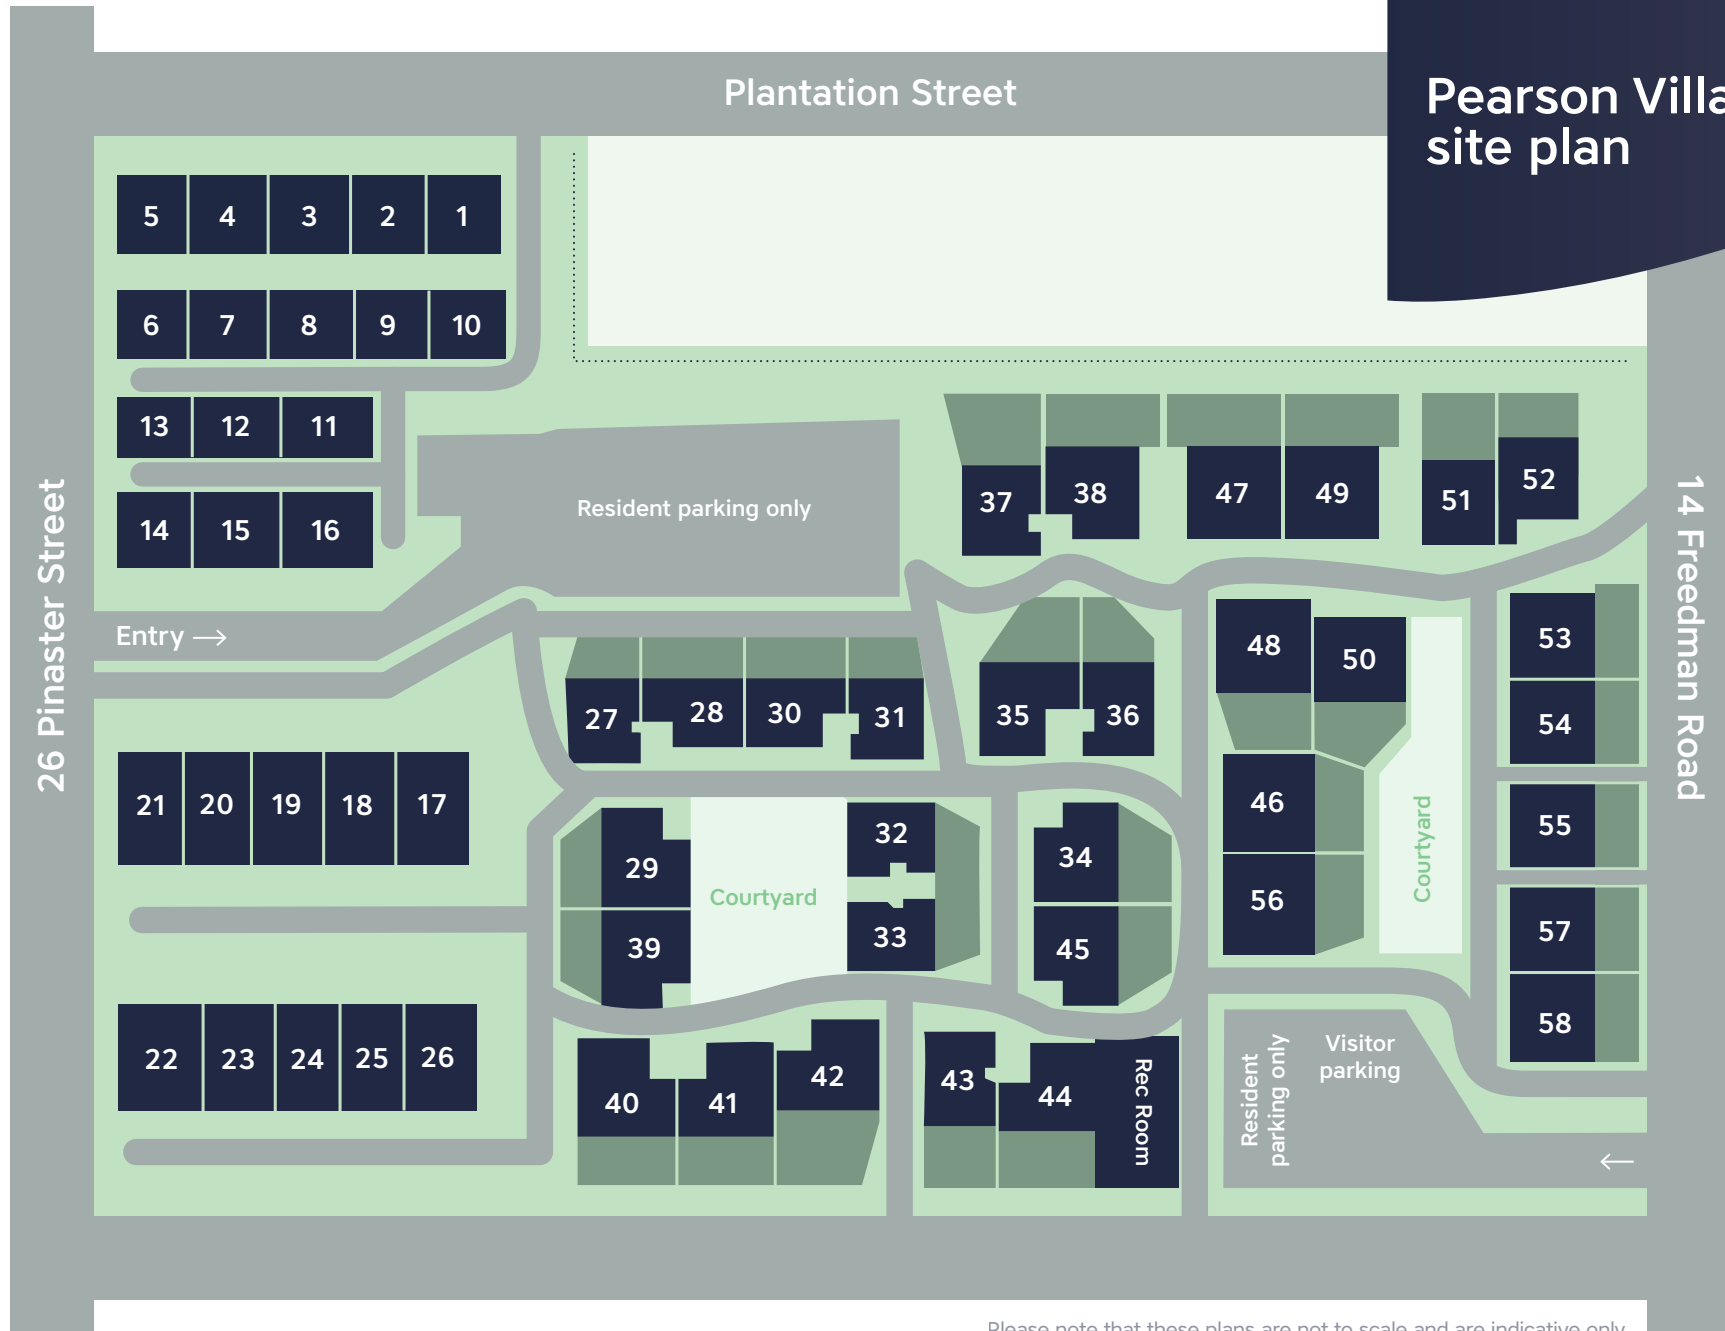 Plantation Street
Pearson Villa
site plan
5 4 3 2 1
6 7 8 9 10
13 12 11
14 15 16
Resident parking only
37 38 47 49 51 52
26 Pinaster Street
14 Freedman Road
Entry →
27 28 30 31
35 36
48 50
53
54
21 20 19 18 17
29
39
Courtyard
32
33
34
45
46
56
Courtyard
55
57
58
22 23 24 25 26
40 41 42
43 44
Rec Room
Resident
parking only
Visitor
parking
←
Please note that these plans are not to scale and are indicative only